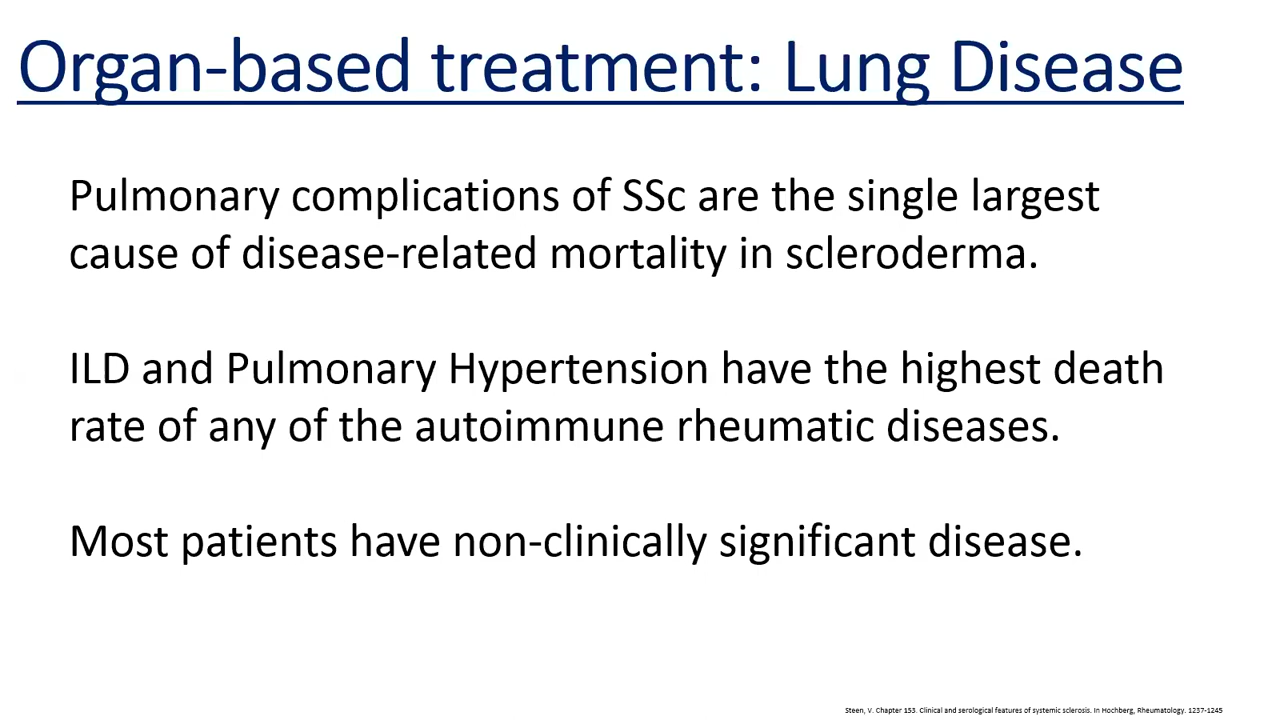 Organ-based treatment: Lung Disease
Pulmonary complications of SSc are the single largest
cause of disease-related mortality in scleroderma.
ILD and Pulmonary Hypertension have the highest death
rate of any of the autoimmune rheumatic diseases.
Most patients have non-clinically significant disease.
Steen, V. Chapter 153. Clinical and serological features of systemic sclerosis. In Hochberg, Rheumatology. 1237-1245